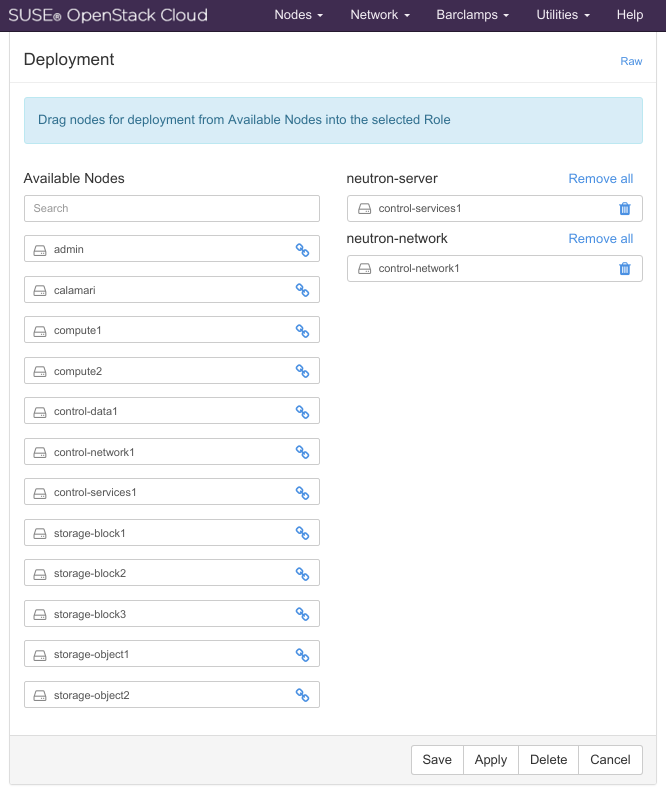 SUSE® OpenStack Cloud Nodes Network Barclamps Utilities Help
Deployment Raw
Drag nodes for deployment from Available Nodes into the selected Role
Available Nodes
Search
admin
calamari
compute1
compute2
control-data1
control-network1
control-services1
storage-block1
storage-block2
storage-block3
storage-object1
storage-object2
neutron-server Remove all
control-services1
neutron-network Remove all
control-network1
Save Apply Delete Cancel